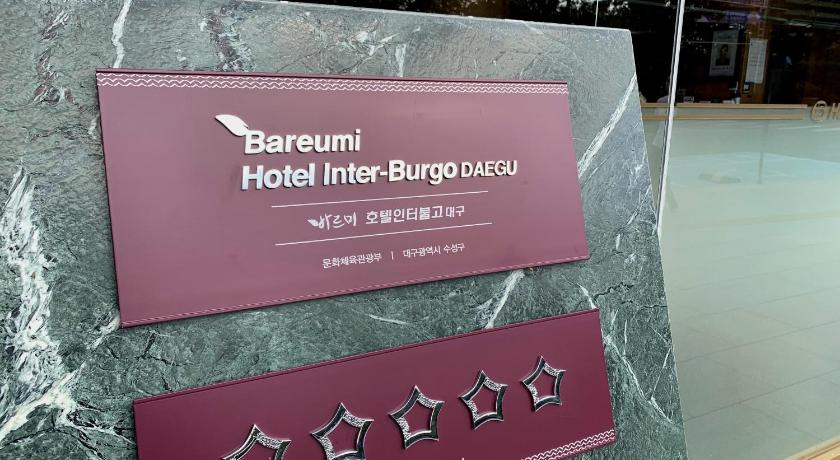 Bareumi
Hotel Inter-Burgo DAEGU
바르미 호텔인터불고 대구
문화체육관광부 | 대구광역시 수성구